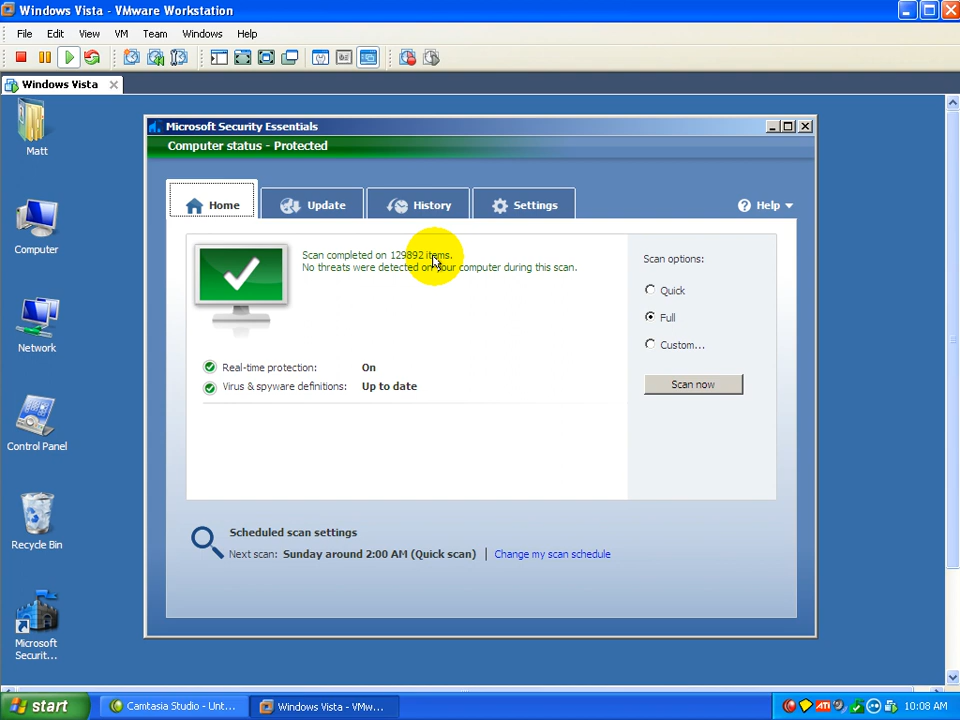 Windows Vista - VMware Workstation
File Edit View VM Team Windows Help
Windows Vista
Matt
Computer
Network
Control Panel
Recycle Bin
Microsoft
Securit...
Microsoft Security Essentials
Computer status - Protected
Home Update History Settings Help
Scan completed on 129892 items.
No threats were detected on your computer during this scan.
Real-time protection: On
Virus & spyware definitions: Up to date
Scan options:
Quick
Full
Custom...
Scan now
Scheduled scan settings
Next scan: Sunday around 2:00 AM (Quick scan) | Change my scan schedule
start Camtasia Studio - Unt... Windows Vista - VMw... ATI 10:08 AM